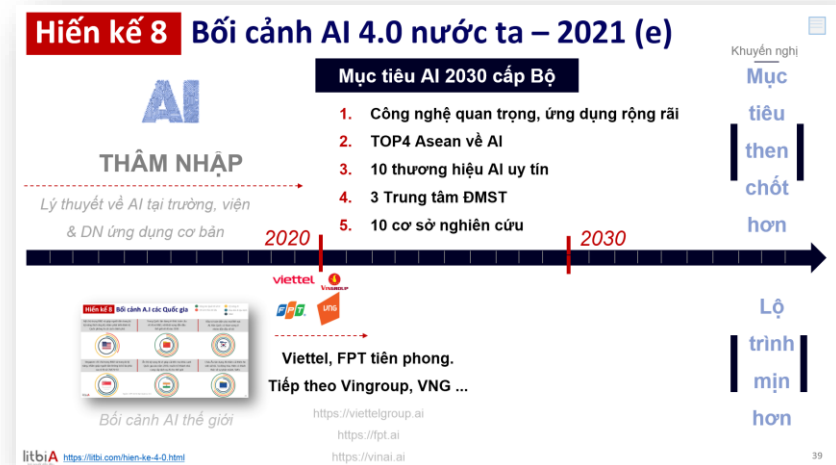 Hiến kế 8 Bối cảnh AI 4.0 nước ta – 2021 (e)
Khuyến nghị
Mục tiêu AI 2030 cấp Bộ
AI
THÂM NHẬP
Lý thuyết về AI tại trường, viện
& DN ứng dụng cơ bản
1. Công nghệ quan trọng, ứng dụng rộng rãi
2. TOP4 Asean về AI
3. 10 thương hiệu AI uy tín
4. 3 Trung tâm ĐMST
5. 10 cơ sở nghiên cứu
Mục
tiêu
then
chốt
hơn
2020
2030
viettel
VINGROUP
FPT.
VNG
Hiến kế 8 Bối cảnh A.I các Quốc gia
Bối cảnh AI thế giới
Viettel, FPT tiên phong.
Tiếp theo Vingroup, VNG ...
https://viettelgroup.ai
https://fpt.ai
https://vinai.ai
Lộ
trình
mịn
hơn
litbiA https://litbi.com/hien-ke-4-0.html
39